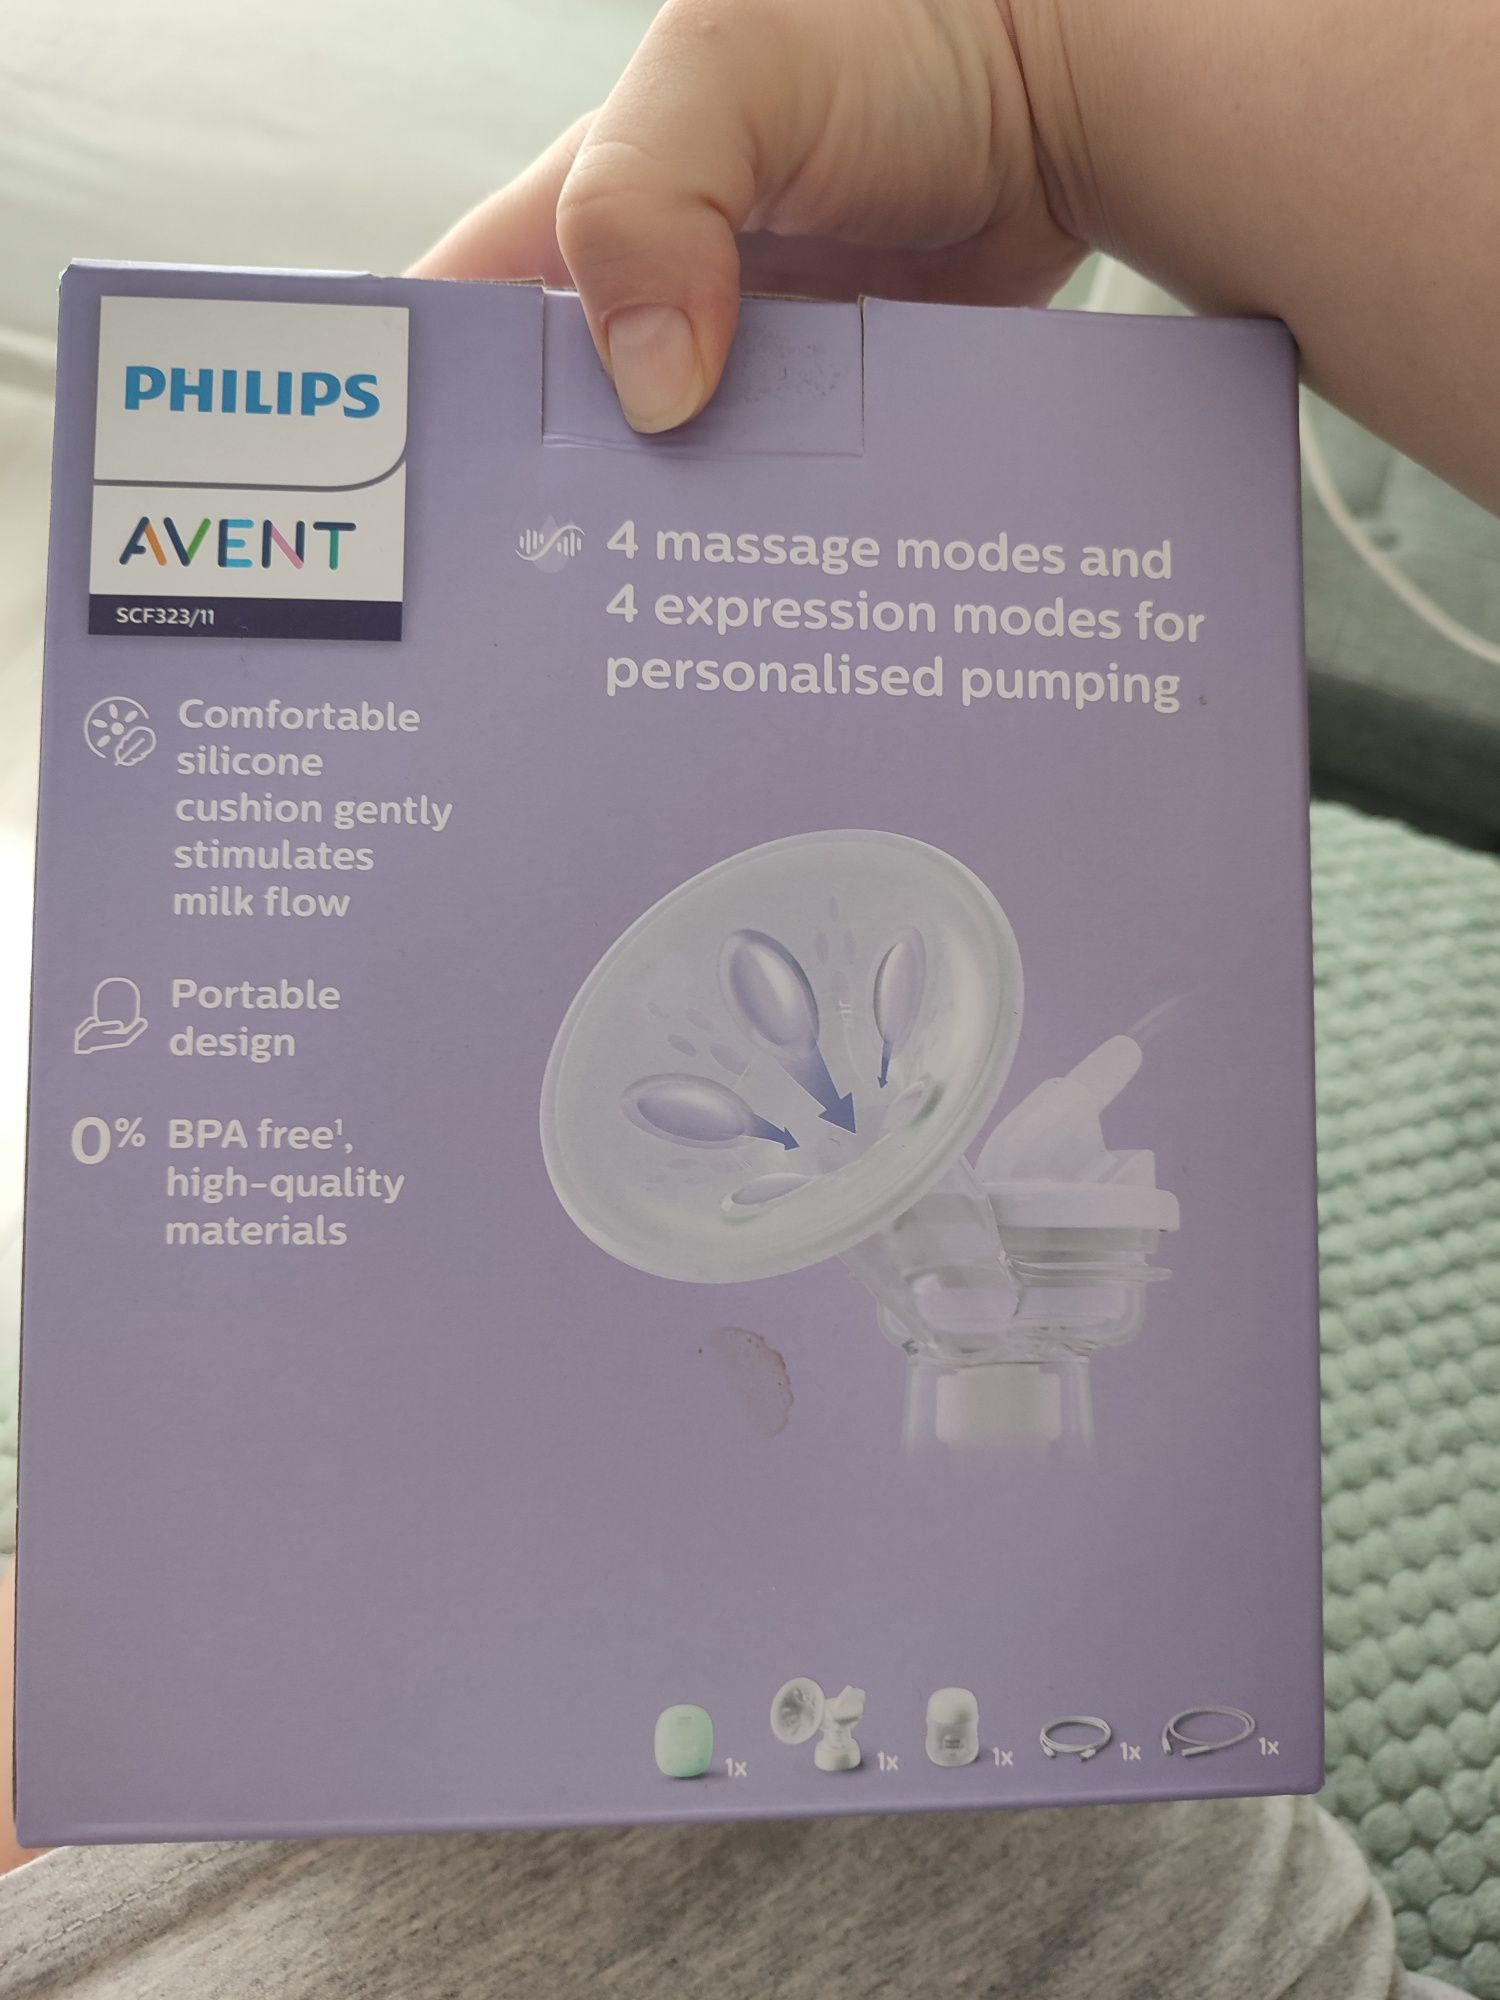 PHILIPS
AVENT
SCF323/11
4 massage modes and
4 expression modes for
personalised pumping
Comfortable
silicone
cushion gently
stimulates
milk flow
Portable
design
0% BPA free¹,
high-quality
materials
1x
1x
1x
1x
1x